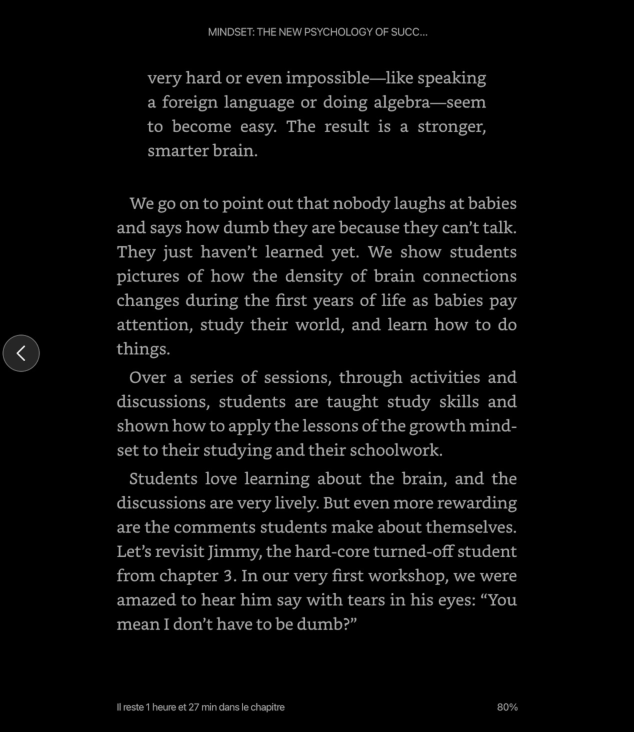 MINDSET: THE NEW PSYCHOLOGY OF SUCC...
very hard or even impossible—like speaking
a foreign language or doing algebra—seem
to become easy. The result is a stronger,
smarter brain.
We go on to point out that nobody laughs at babies
and says how dumb they are because they can’t talk.
They just haven’t learned yet. We show students
pictures of how the density of brain connections
changes during the first years of life as babies pay
attention, study their world, and learn how to do
things.
Over a series of sessions, through activities and
discussions, students are taught study skills and
shown how to apply the lessons of the growth mind-
set to their studying and their schoolwork.
Students love learning about the brain, and the
discussions are very lively. But even more rewarding
are the comments students make about themselves.
Let’s revisit Jimmy, the hard-core turned-off student
from chapter 3. In our very first workshop, we were
amazed to hear him say with tears in his eyes: “You
mean I don’t have to be dumb?”
Il reste 1 heure et 27 min dans le chapitre
80%